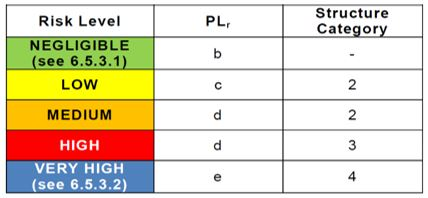 Risk Level PLr Structure Category
NEGLIGIBLE (see 6.5.3.1) b -
LOW c 2
MEDIUM d 2
HIGH d 3
VERY HIGH (see 6.5.3.2) e 4